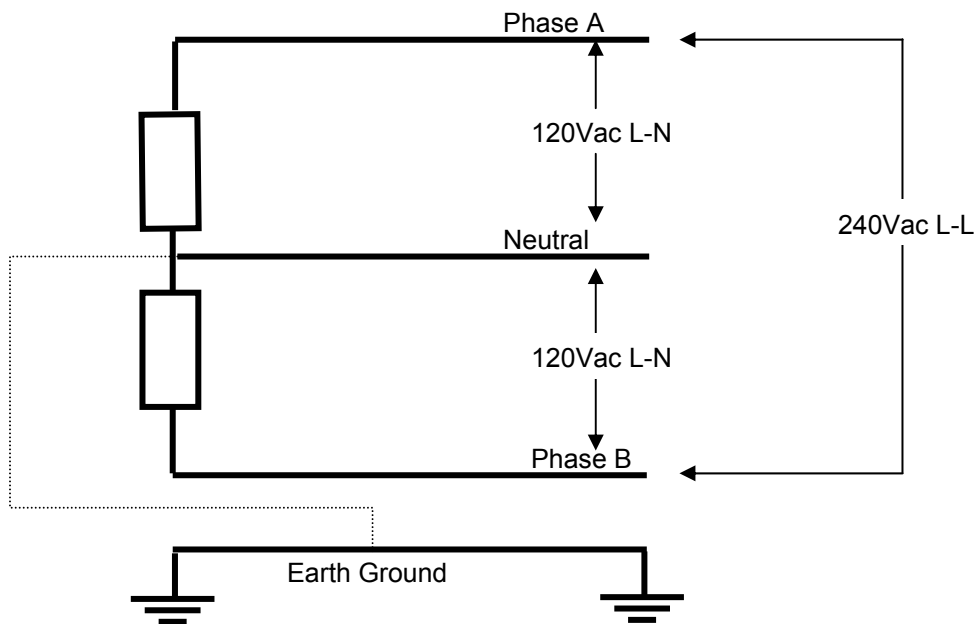 Phase A
120Vac L-N
Neutral
240Vac L-L
120Vac L-N
Phase B
Earth Ground